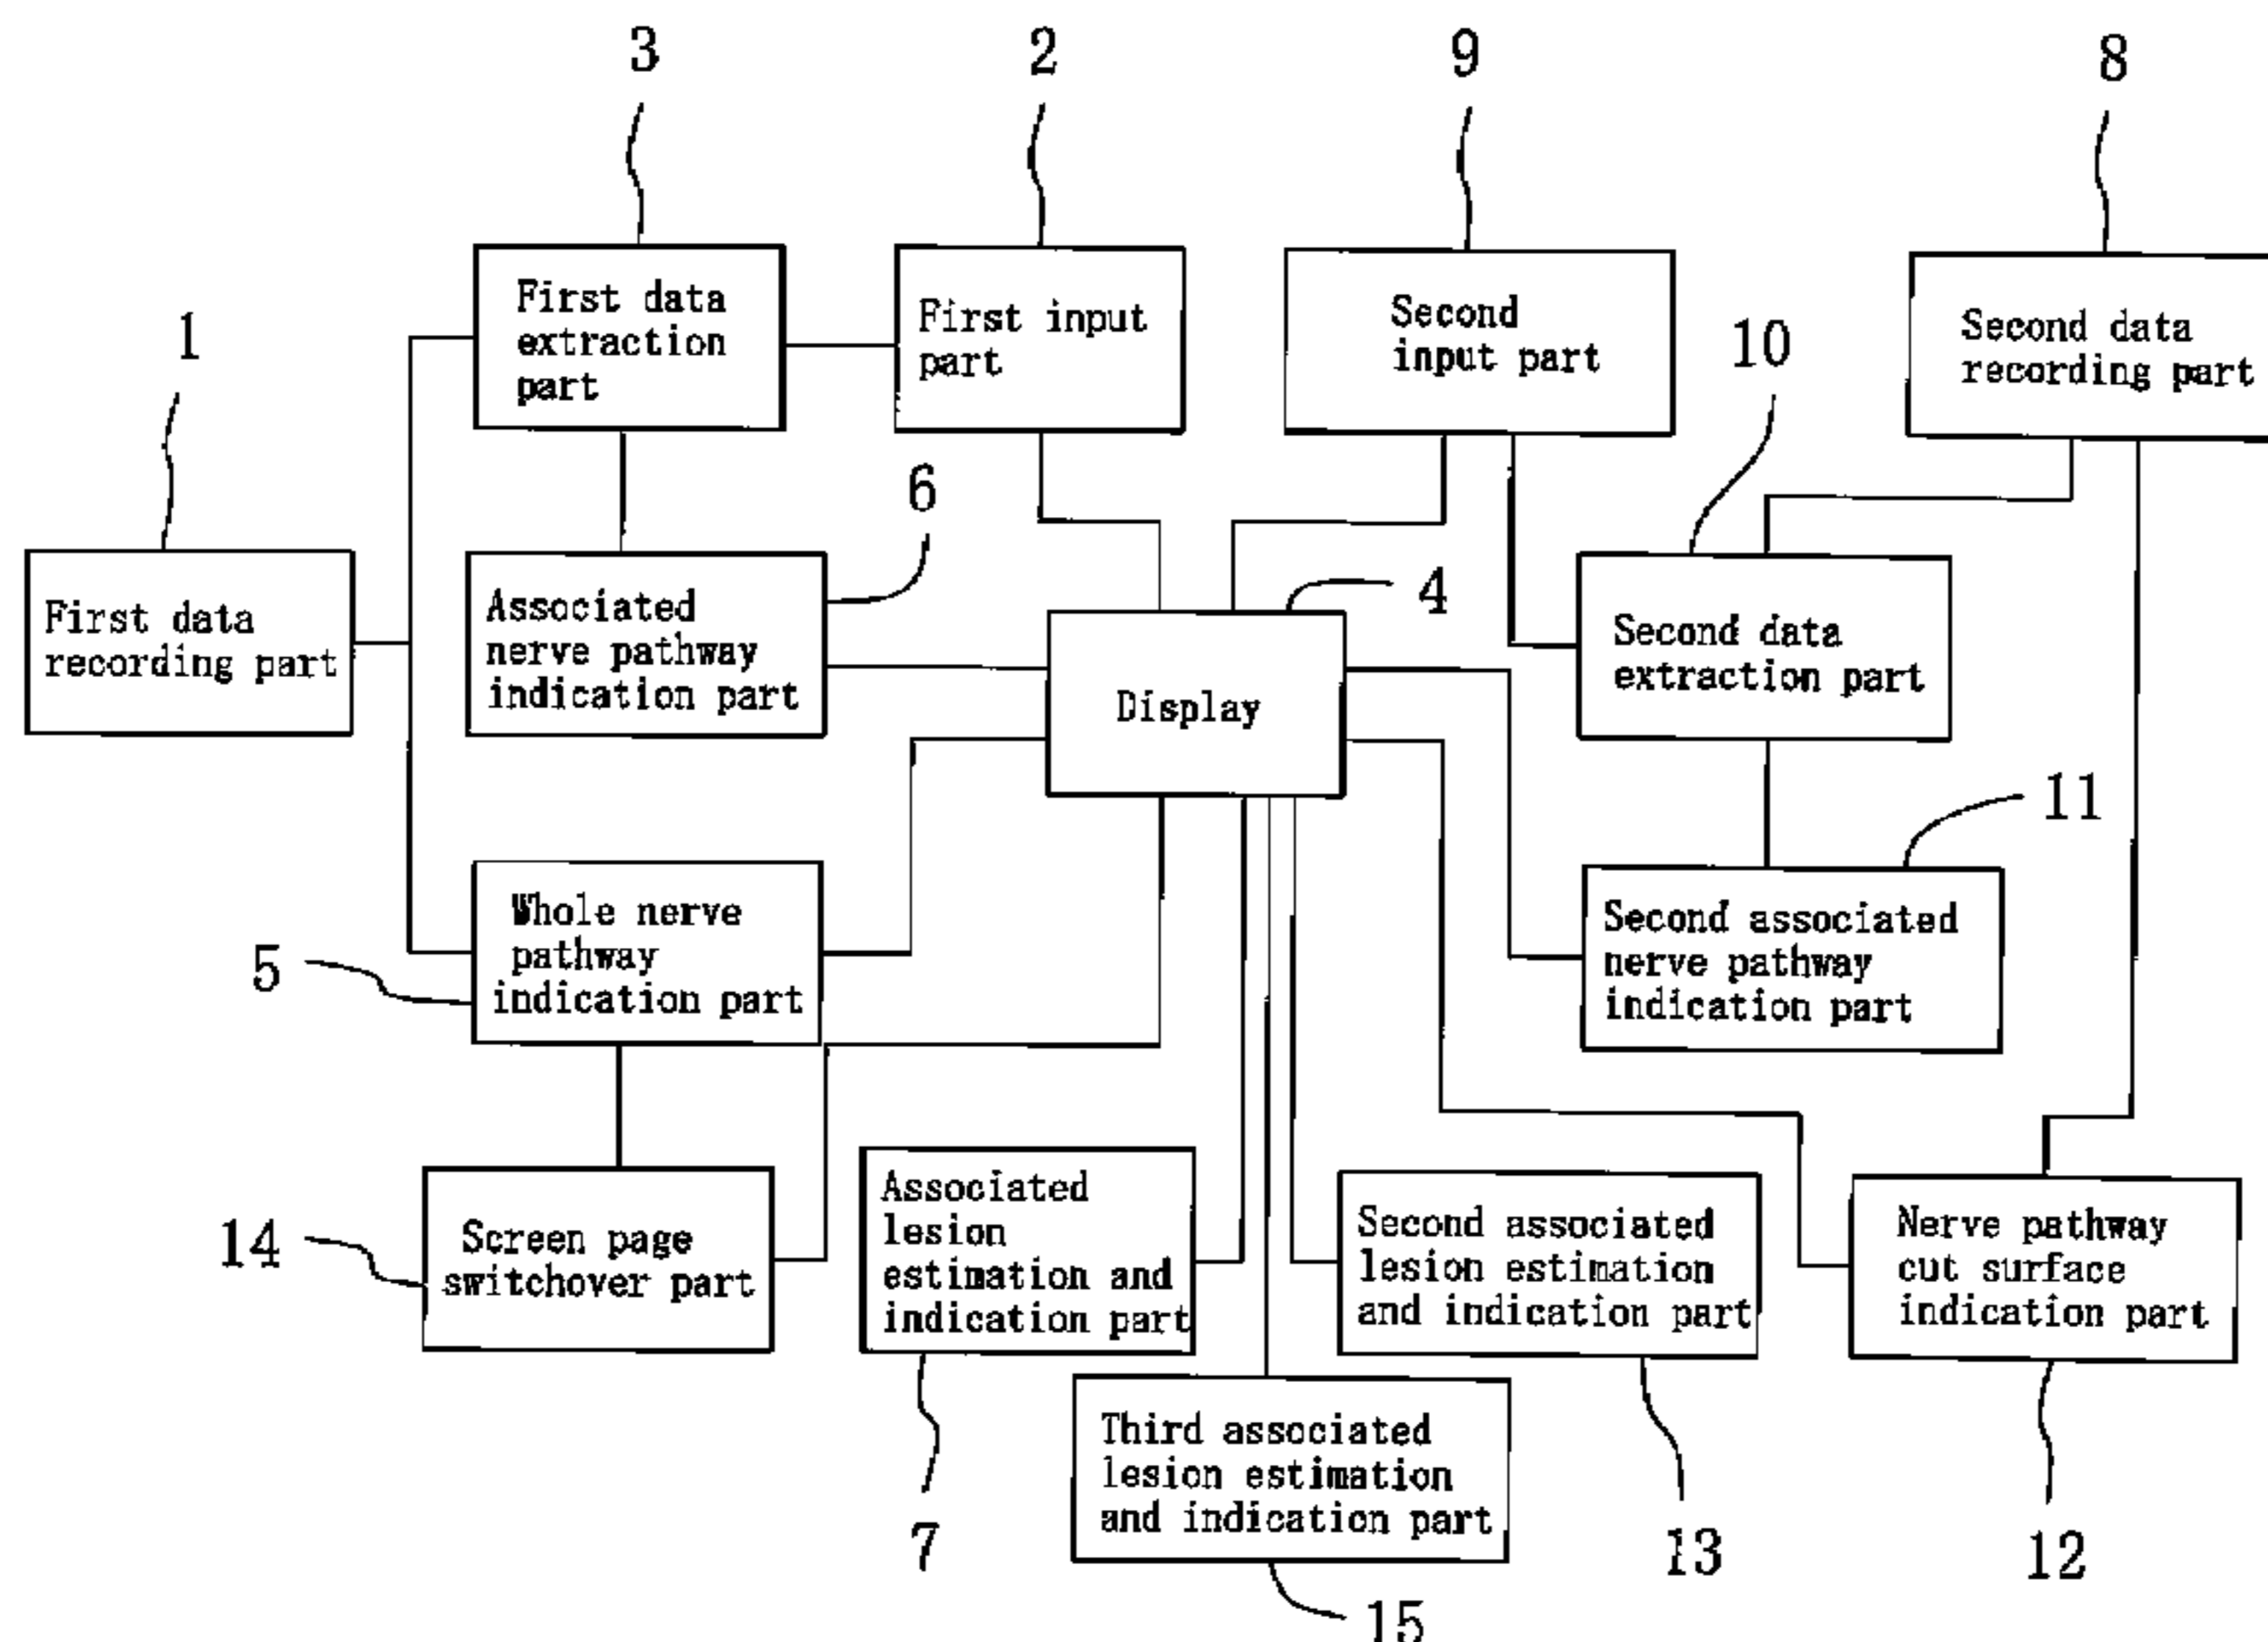 3
2
9
8
First data
extraction
part
First input
part
Second
input part
Second data
recording part
1
10
6
First data
recording part
Associated
nerve pathway
indication part
4
Display
Second data
extraction part
11
Whole nerve
pathway
indication part
5
Second associated
nerve pathway
indication part
14
Screen page
switchover part
Associated
lesion
estimation and
indication part
Second associated
lesion estimation
and indication part
Nerve pathway
cut surface
indication part
Third associated
lesion estimation
and indication part
7
13
12
15